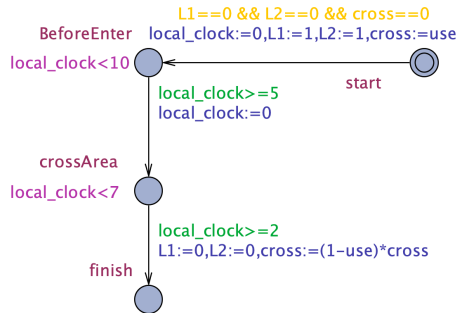 L1==0 && L2==0 && cross==0
BeforeEnter
local_clock:=0,L1:=1,L2:=1,cross:=use
local_clock<10
start
local_clock>=5
local_clock:=0
crossArea
local_clock<7
local_clock>=2
L1:=0,L2:=0,cross:=(1-use)*cross
finish